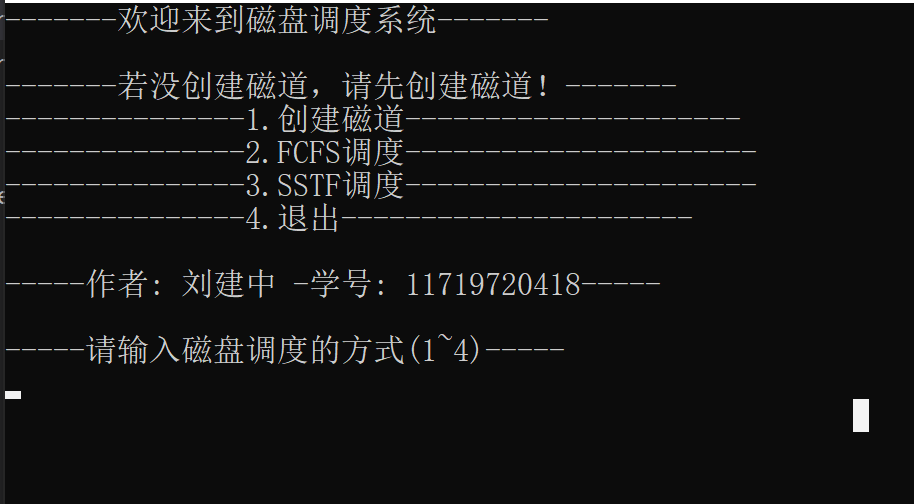 -------欢迎来到磁盘调度系统-------
-------若没创建磁道，请先创建磁道！-------
---------------1.创建磁道---------------------
---------------2.FCFS调度----------------------
---------------3.SSTF调度----------------------
---------------4.退出----------------------
-----作者: 刘建中 -学号: 11719720418-----
-----请输入磁盘调度的方式(1~4)-----